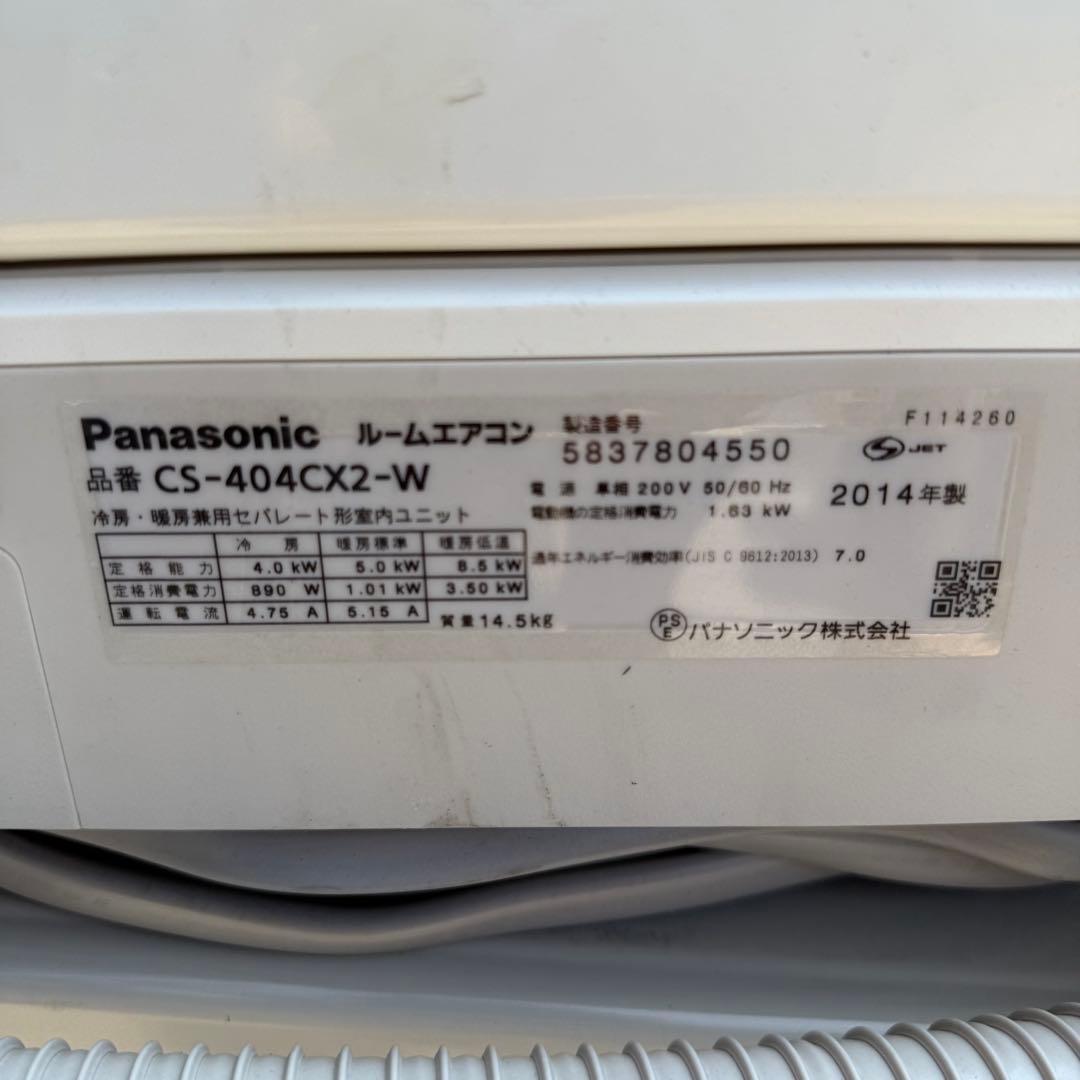 Panasonic ルームエアコン
品番 CS-404CX2-W
冷房・暖房兼用セパレート形室内ユニット
冷房 暖房標準 暖房低温
定格能力 4.0 kW 5.0 kW 8.5 kW
定格消費電力 890 W 1.01 kW 3.50 kW
運転電流 4.75 A 5.15 A
質量14.5kg
製造番号
5837804550
電源 単相 200V 50/60 Hz
電動機の定格消費電力 1.63 kW
通年エネルギー消費効率(JIS C 9612:2013) 7.0
F114260
JET
2014年製
PSE パナソニック株式会社